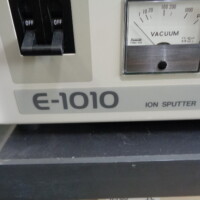 OFF OFF
VACUUM
E-1010
ION SPUTTER